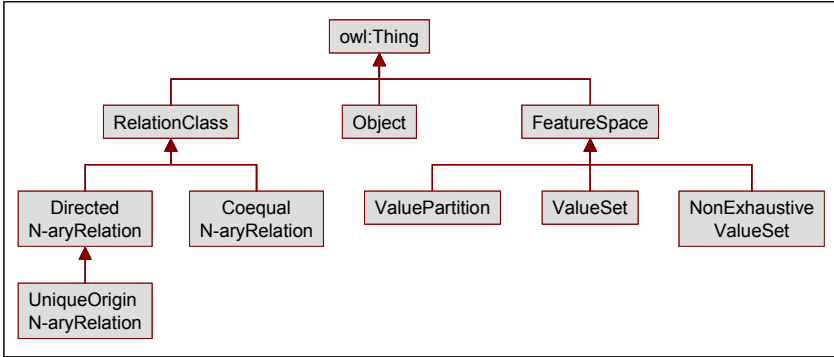 owl:Thing
RelationClass
Object
FeatureSpace
Directed
N-aryRelation
Coequal
N-aryRelation
ValuePartition
ValueSet
NonExhaustive
ValueSet
UniqueOrigin
N-aryRelation